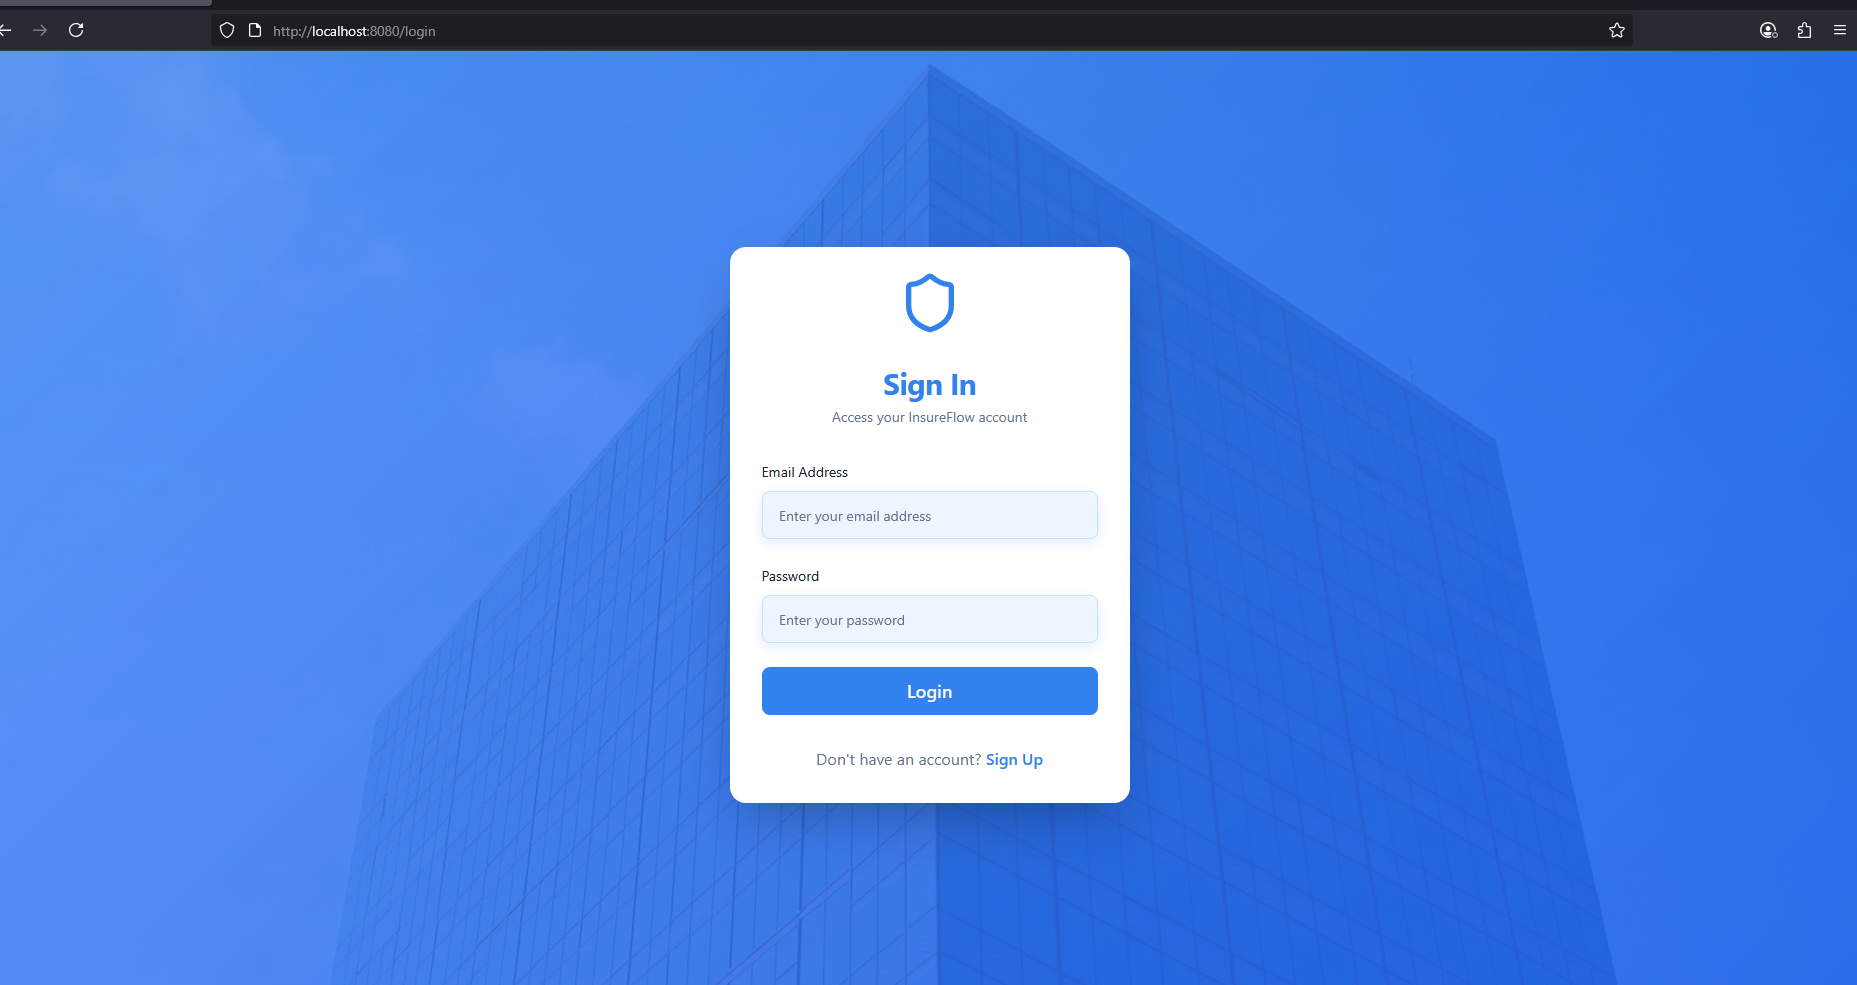 http://localhost:8080/login
Sign In
Access your InsureFlow account
Email Address
Enter your email address
Password
Enter your password
Login
Don't have an account? Sign Up